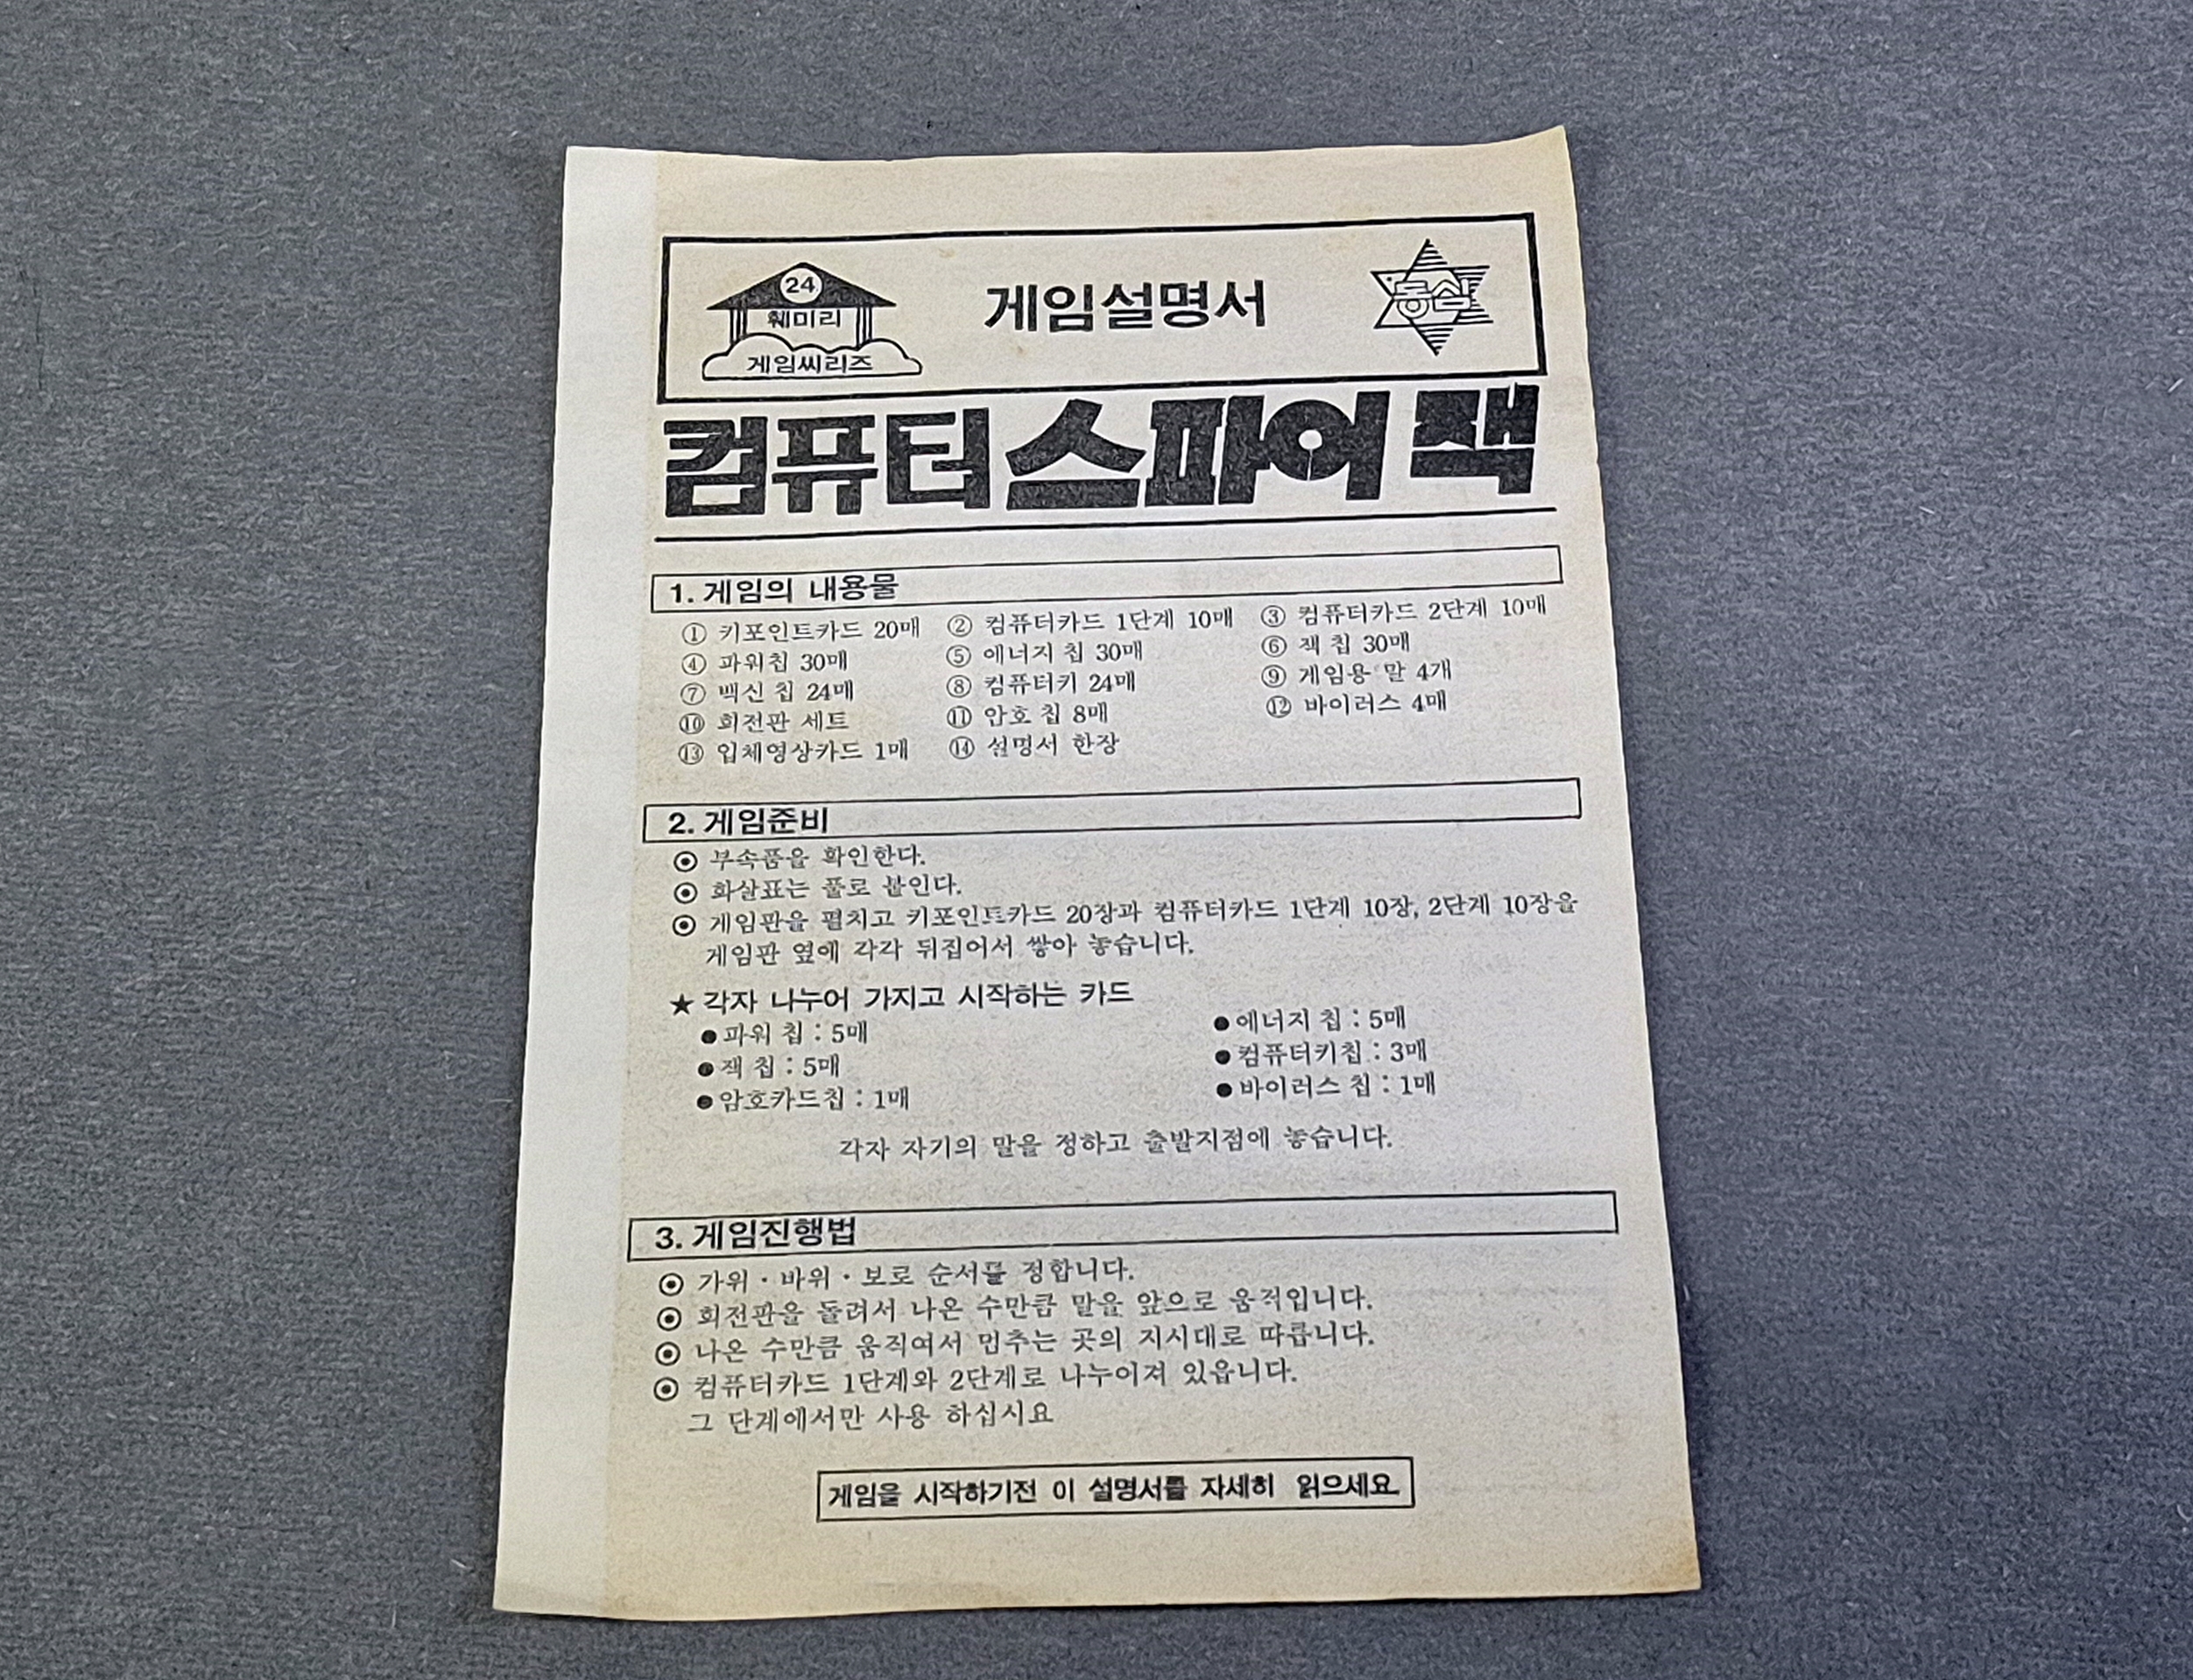 24
훼미리
게임씨리즈
게임설명서
동심
컴퓨터 스파이 잭
1. 게임의 내용물
① 키포인트카드 20매 ② 컴퓨터카드 1단계 10매 ③ 컴퓨터카드 2단계 10매
④ 파워칩 30매 ⑤ 에너지 칩 30매 ⑥ 잭 칩 30매
⑦ 백신 칩 24매 ⑧ 컴퓨터키 24매 ⑨ 게임용 말 4개
⑩ 회전판 세트 ⑪ 암호 칩 8매 ⑫ 바이러스 4매
⑬ 입체영상카드 1매 ⑭ 설명서 한장
2. 게임준비
⊙ 부속품을 확인한다.
⊙ 화살표는 풀로 붙인다.
⊙ 게임판을 펼치고 키포인트카드 20장과 컴퓨터카드 1단계 10장, 2단계 10장을
게임판 옆에 각각 뒤집어서 쌓아 놓습니다.
★ 각자 나누어 가지고 시작하는 카드
● 파워 칩 : 5매 ● 에너지 칩 : 5매
● 잭 칩 : 5매 ● 컴퓨터키칩 : 3매
● 암호카드칩 : 1매 ● 바이러스 칩 : 1매
각자 자기의 말을 정하고 출발지점에 놓습니다.
3. 게임진행법
⊙ 가위·바위·보로 순서를 정합니다.
⊙ 회전판을 돌려서 나온 수만큼 말을 앞으로 움직입니다.
⊙ 나온 수만큼 움직여서 멈추는 곳의 지시대로 따릅니다.
⊙ 컴퓨터카드 1단계와 2단계로 나누이져 있읍니다.
그 단계에서만 사용 하십시요
게임을 시작하기전 이 설명서를 자세히 읽으세요